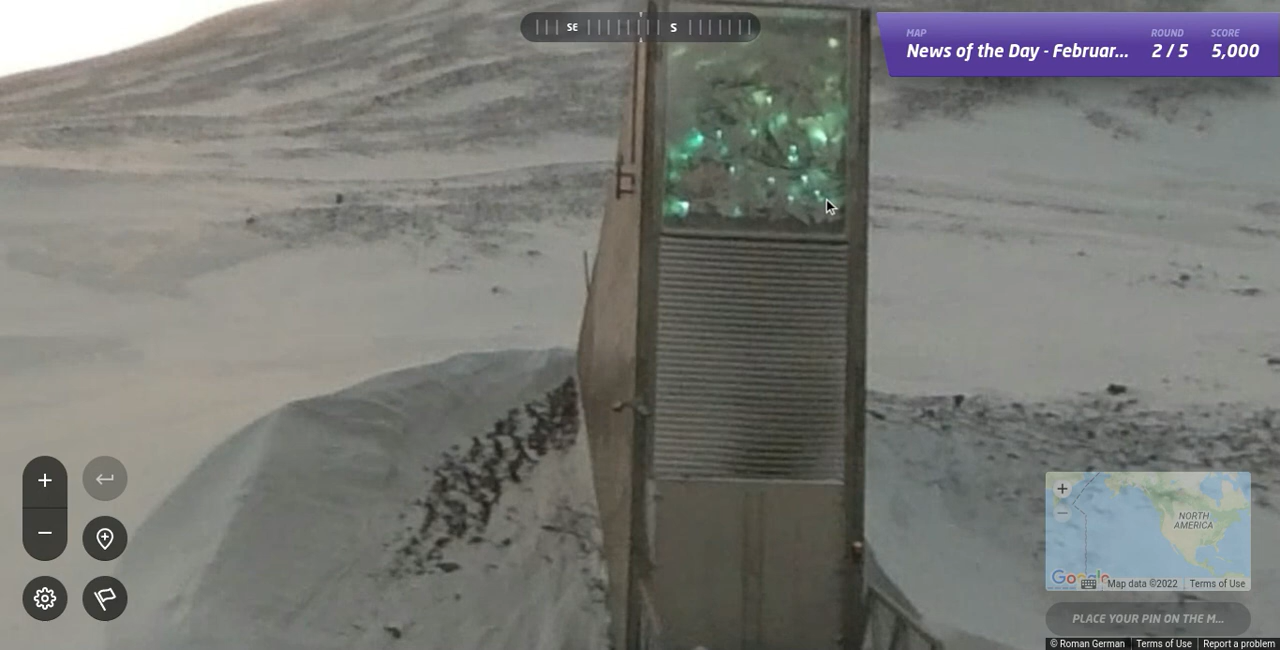 SE
S
MAP
News of the Day - Februar...
ROUND
2 / 5
SCORE
5,000
NORTH
AMERICA
Google
Map data ©2022
Terms of Use
PLACE YOUR PIN ON THE M...
© Roman German
Terms of Use
Report a problem